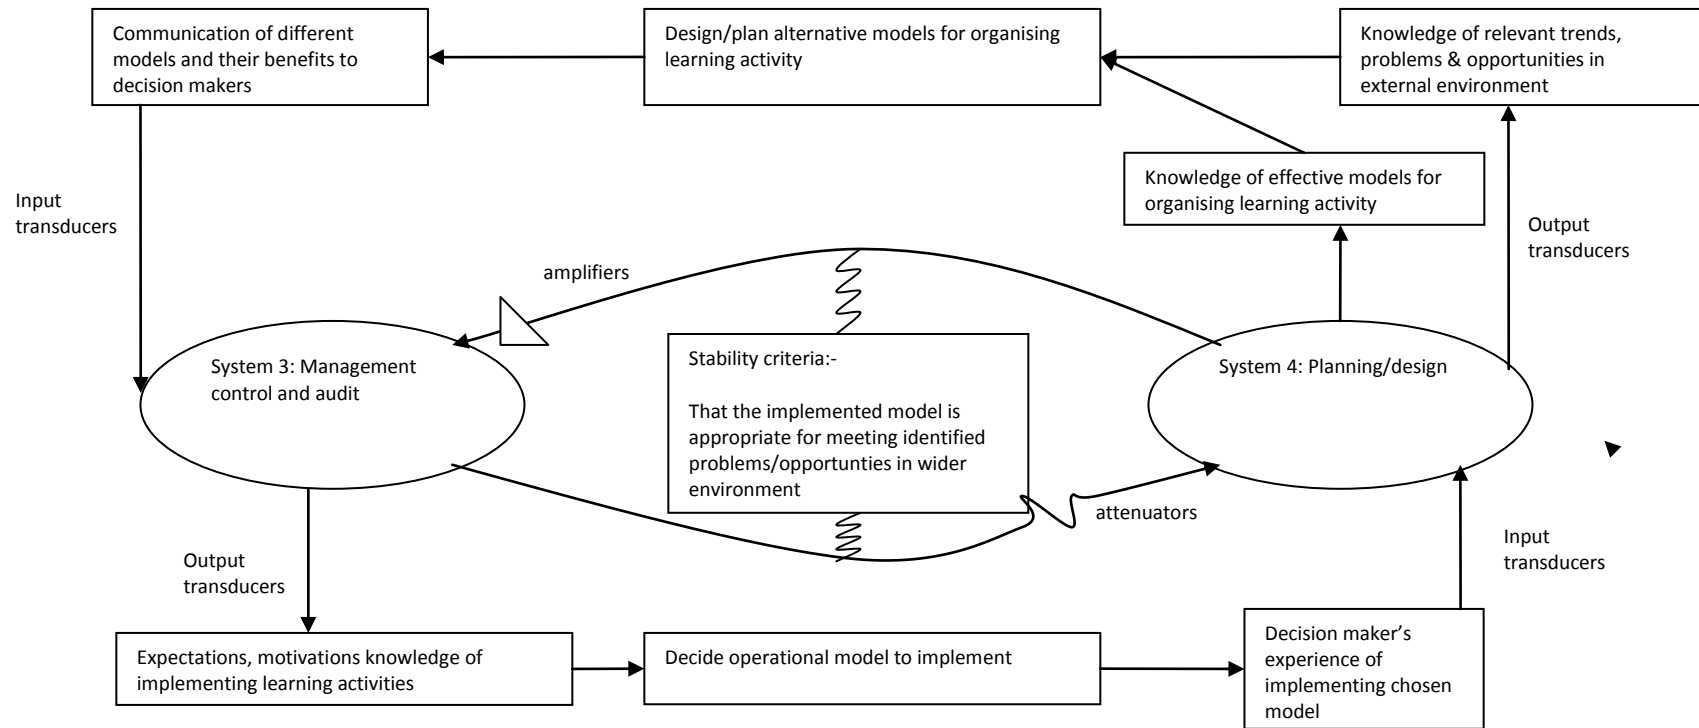 Communication of different
models and their benefits to
decision makers
Design/plan alternative models for organising
learning activity
Knowledge of relevant trends,
problems & opportunities in
external environment
Knowledge of effective models for
organising learning activity
Input
transducers
Output
transducers
amplifiers
System 3: Management
control and audit
Stability criteria:-
That the implemented model is
appropriate for meeting identified
problems/opportunties in wider
environment
System 4: Planning/design
attenuators
Output
transducers
Input
transducers
Expectations, motivations knowledge of
implementing learning activities
Decide operational model to implement
Decision maker’s
experience of
implementing chosen
model